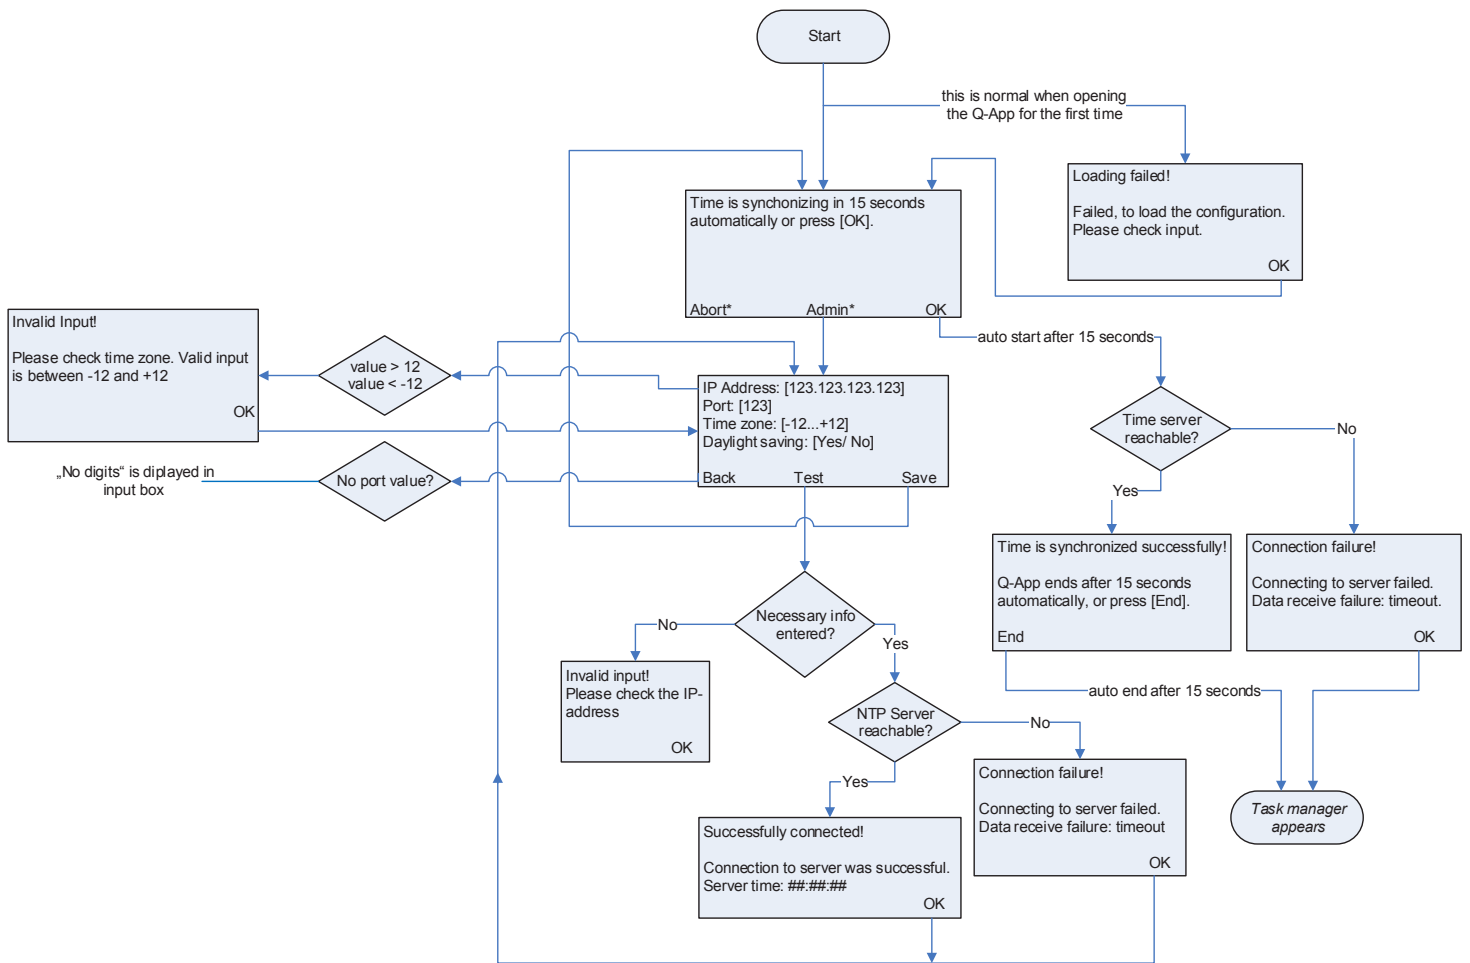 Start
this is normal when opening
the Q-App for the first time
Loading failed!
Failed, to load the configuration.
Please check input.
OK
Time is synchonizing in 15 seconds
automatically or press [OK].
Abort*
Admin*
OK
auto start after 15 seconds
Invalid Input!
Please check time zone. Valid input
is between -12 and +12
OK
value > 12
value < -12
IP Address: [123.123.123.123]
Port: [123]
Time zone: [-12...+12]
Daylight saving: [Yes/ No]
Back
Test
Save
„No digits“ is diplayed in
input box
No port value?
Time server
reachable?
No
Yes
Time is synchronized successfully!
Q-App ends after 15 seconds
automatically, or press [End].
End
Connection failure!
Connecting to server failed.
Data receive failure: timeout.
OK
auto end after 15 seconds
Necessary info
entered?
No
Yes
Invalid input!
Please check the IP-
address
OK
NTP Server
reachable?
No
Yes
Connection failure!
Connecting to server failed.
Data receive failure: timeout
OK
Successfully connected!
Connection to server was successful.
Server time: ##:##:##
OK
Task manager
appears